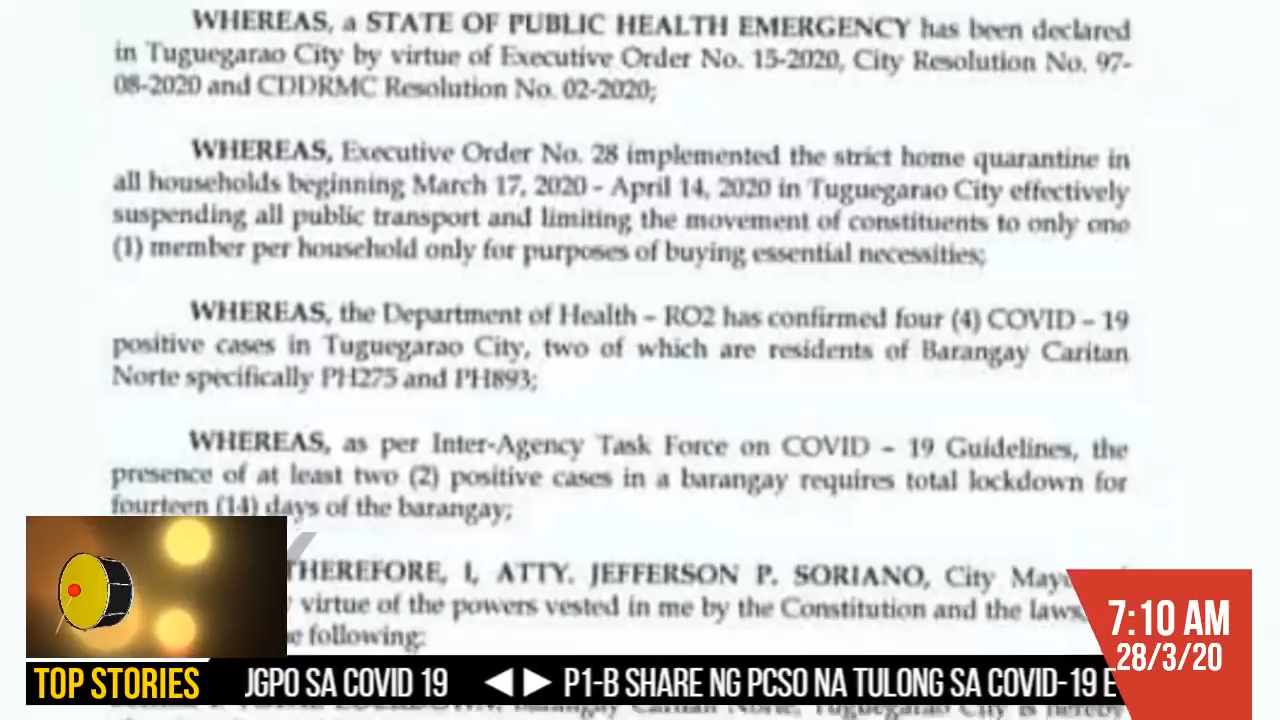 WHEREAS, a STATE OF PUBLIC HEALTH EMERGENCY has been declared
in Tuguegarao City by virtue of Executive Order No. 15-2020, City Resolution No. 97-
08-2020 and CDDRMC Resolution No. 02-2020;
WHEREAS, Executive Order No. 28 implemented the strict home quarantine in
all households beginning March 17, 2020 - April 14, 2020 in Tuguegarao City effectively
suspending all public transport and limiting the movement of constituents to only one
(1) member per household only for purposes of buying essential necessities;
WHEREAS, the Department of Health – RO2 has confirmed four (4) COVID – 19
positive cases in Tuguegarao City, two of which are residents of Barangay Caritan
Norte specifically PH275 and PH893;
WHEREAS, as per Inter-Agency Task Force on COVID – 19 Guidelines, the
presence of at least two (2) positive cases in a barangay requires total lockdown for
fourteen (14) days of the barangay;
THEREFORE, I, ATTY. JEFFERSON P. SORIANO, City
virtue of the powers vested in me by the Constitution and the laws,
following:
7:10 AM
28/3/20
TOP STORIES JGPO SA COVID 19 ◀ ▶ P1-B SHARE NG PCSO NA TULONG SA COVID-19 E
Barangay Caritan Norte, Tuguegarao City is hereby